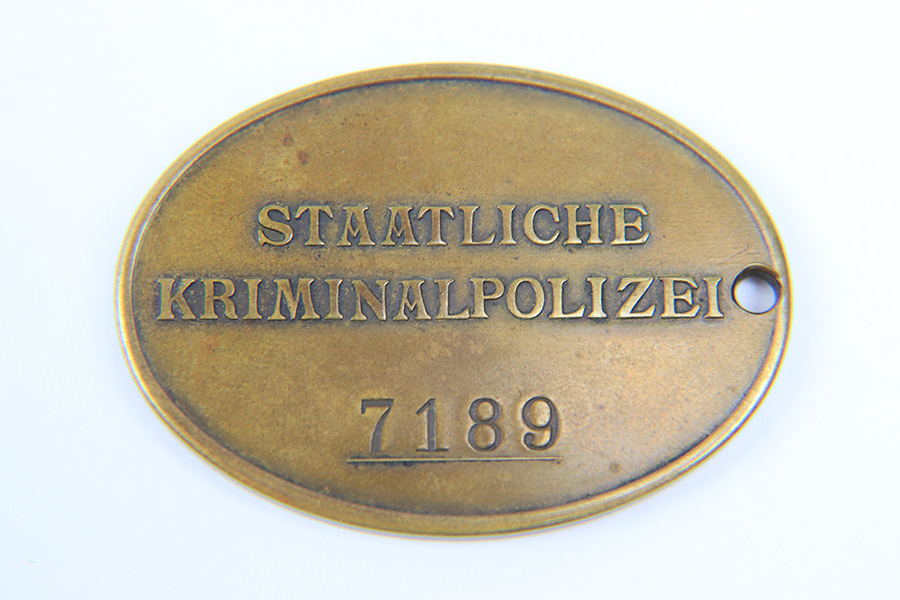 STAATLICHE
KRIMINALPOLIZEI
7189